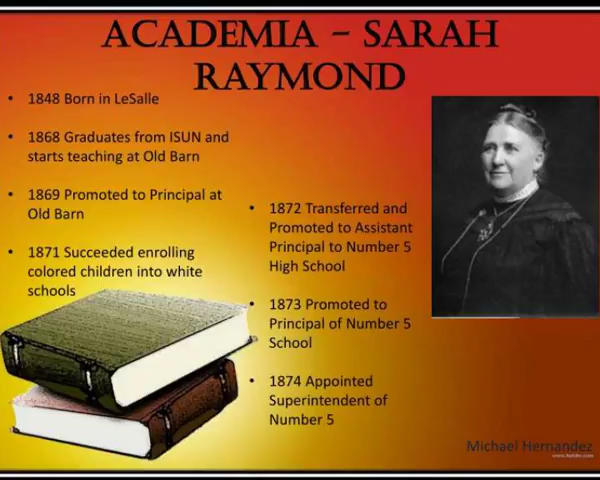 ACADEMIA – SARAH
RAYMOND
• 1848 Born in LeSalle
• 1868 Graduates from ISUN and
starts teaching at Old Barn
• 1869 Promoted to Principal at
Old Barn
• 1871 Succeeded enrolling
colored children into white
schools
• 1872 Transferred and
Promoted to Assistant
Principal to Number 5
High School
• 1873 Promoted to
Principal of Number 5
School
• 1874 Appointed
Superintendent of
Number 5
Michael Hernandez